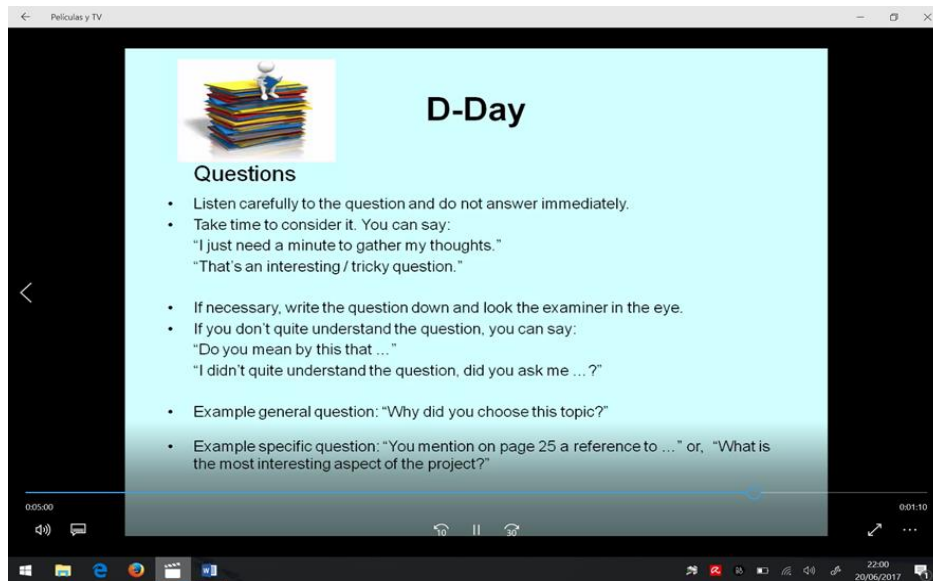 Películas y TV
D-Day
Questions
• Listen carefully to the question and do not answer immediately.
• Take time to consider it. You can say:
“I just need a minute to gather my thoughts.”
“That’s an interesting / tricky question.”
• If necessary, write the question down and look the examiner in the eye.
• If you don’t quite understand the question, you can say:
“Do you mean by this that ...”
“I didn’t quite understand the question, did you ask me ...?”
• Example general question: “Why did you choose this topic?”
• Example specific question: “You mention on page 25 a reference to ...” or, “What is
the most interesting aspect of the project?”
0:05:00
0:01:10
10
30
22:00
20/06/2017